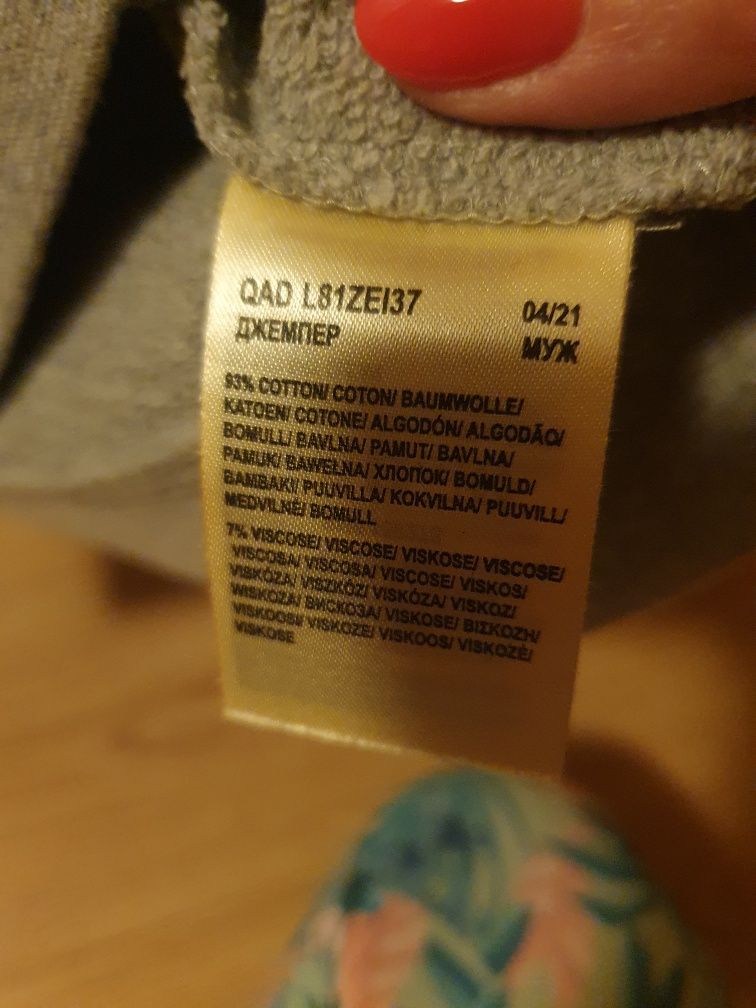 QAD L81ZEI37 04/21
ДЖЕМПЕР МУЖ
93% COTTON/ COTON/ BAUMWOLLE/
KATOEN/ COTONE/ ALGODÓN/ ALGODÃO/
BOMULL/ BAVLNA/ PAMUT/ BAVLNA/
PAMUK/ BAWEŁNA/ ХЛОПОК/ BOMULD/
BAMBAKI/ PUUVILLA/ KOKVILNA/ PUUVILL/
MEDVILNĖ/ BOMULL
7% VISCOSE/ VISCOSE/ VISKOSE/ VISCOSE/
VISCOSA/ VISCOSA/ VISCOSE/ VISKOS/
VISKÓZA/ VISZKÓZ/ VISKÓZA/ VISKOZ/
WISKOZA/ ВИСКОЗА/ VISKOSE/ ΒΙΣΚΟΖΗ/
VISKOOSI/ VISKOZE/ VISKOOS/ VISKOZĖ/
VISKOSE